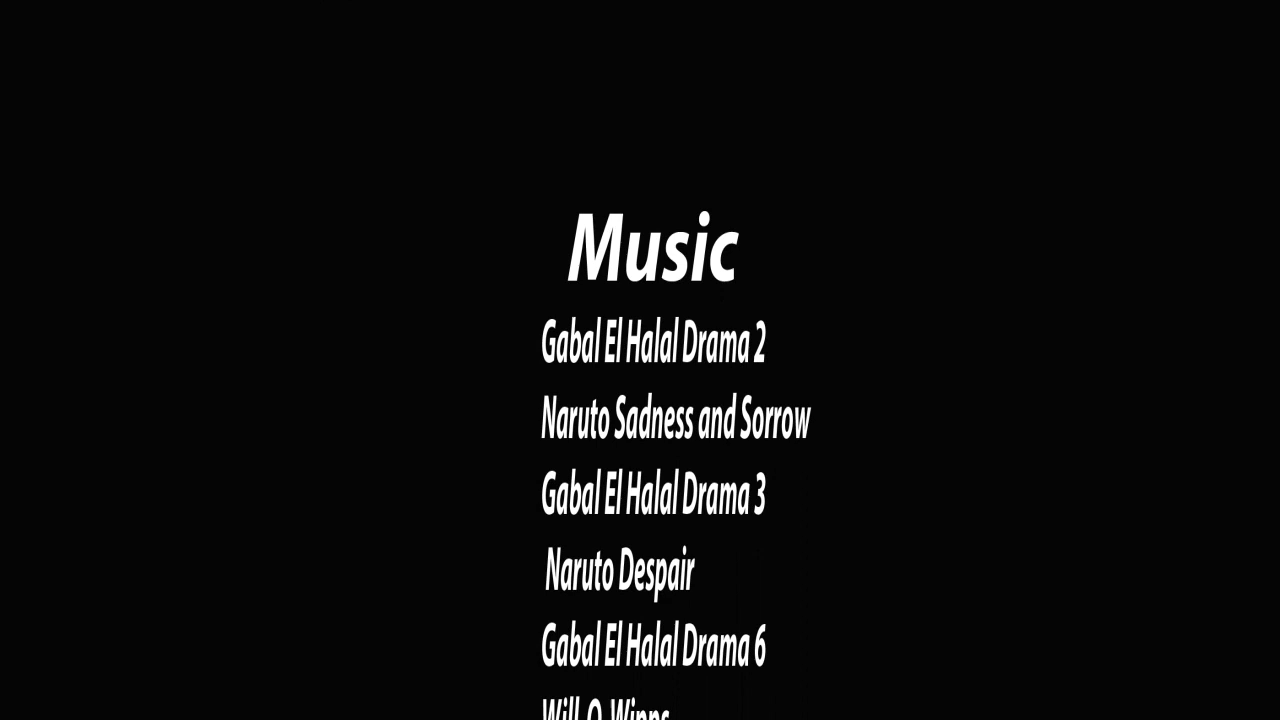 Music
Gabal El Halal Drama 2
Naruto Sadness and Sorrow
Gabal El Halal Drama 3
Naruto Despair
Gabal El Halal Drama 6
Will